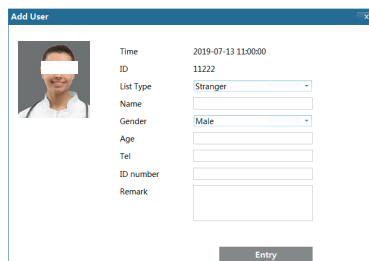 Add User
x
Time 2019-07-13 11:00:00
ID 11222
List Type Stranger
Name
Gender Male
Age
Tel
ID number
Remark
Entry